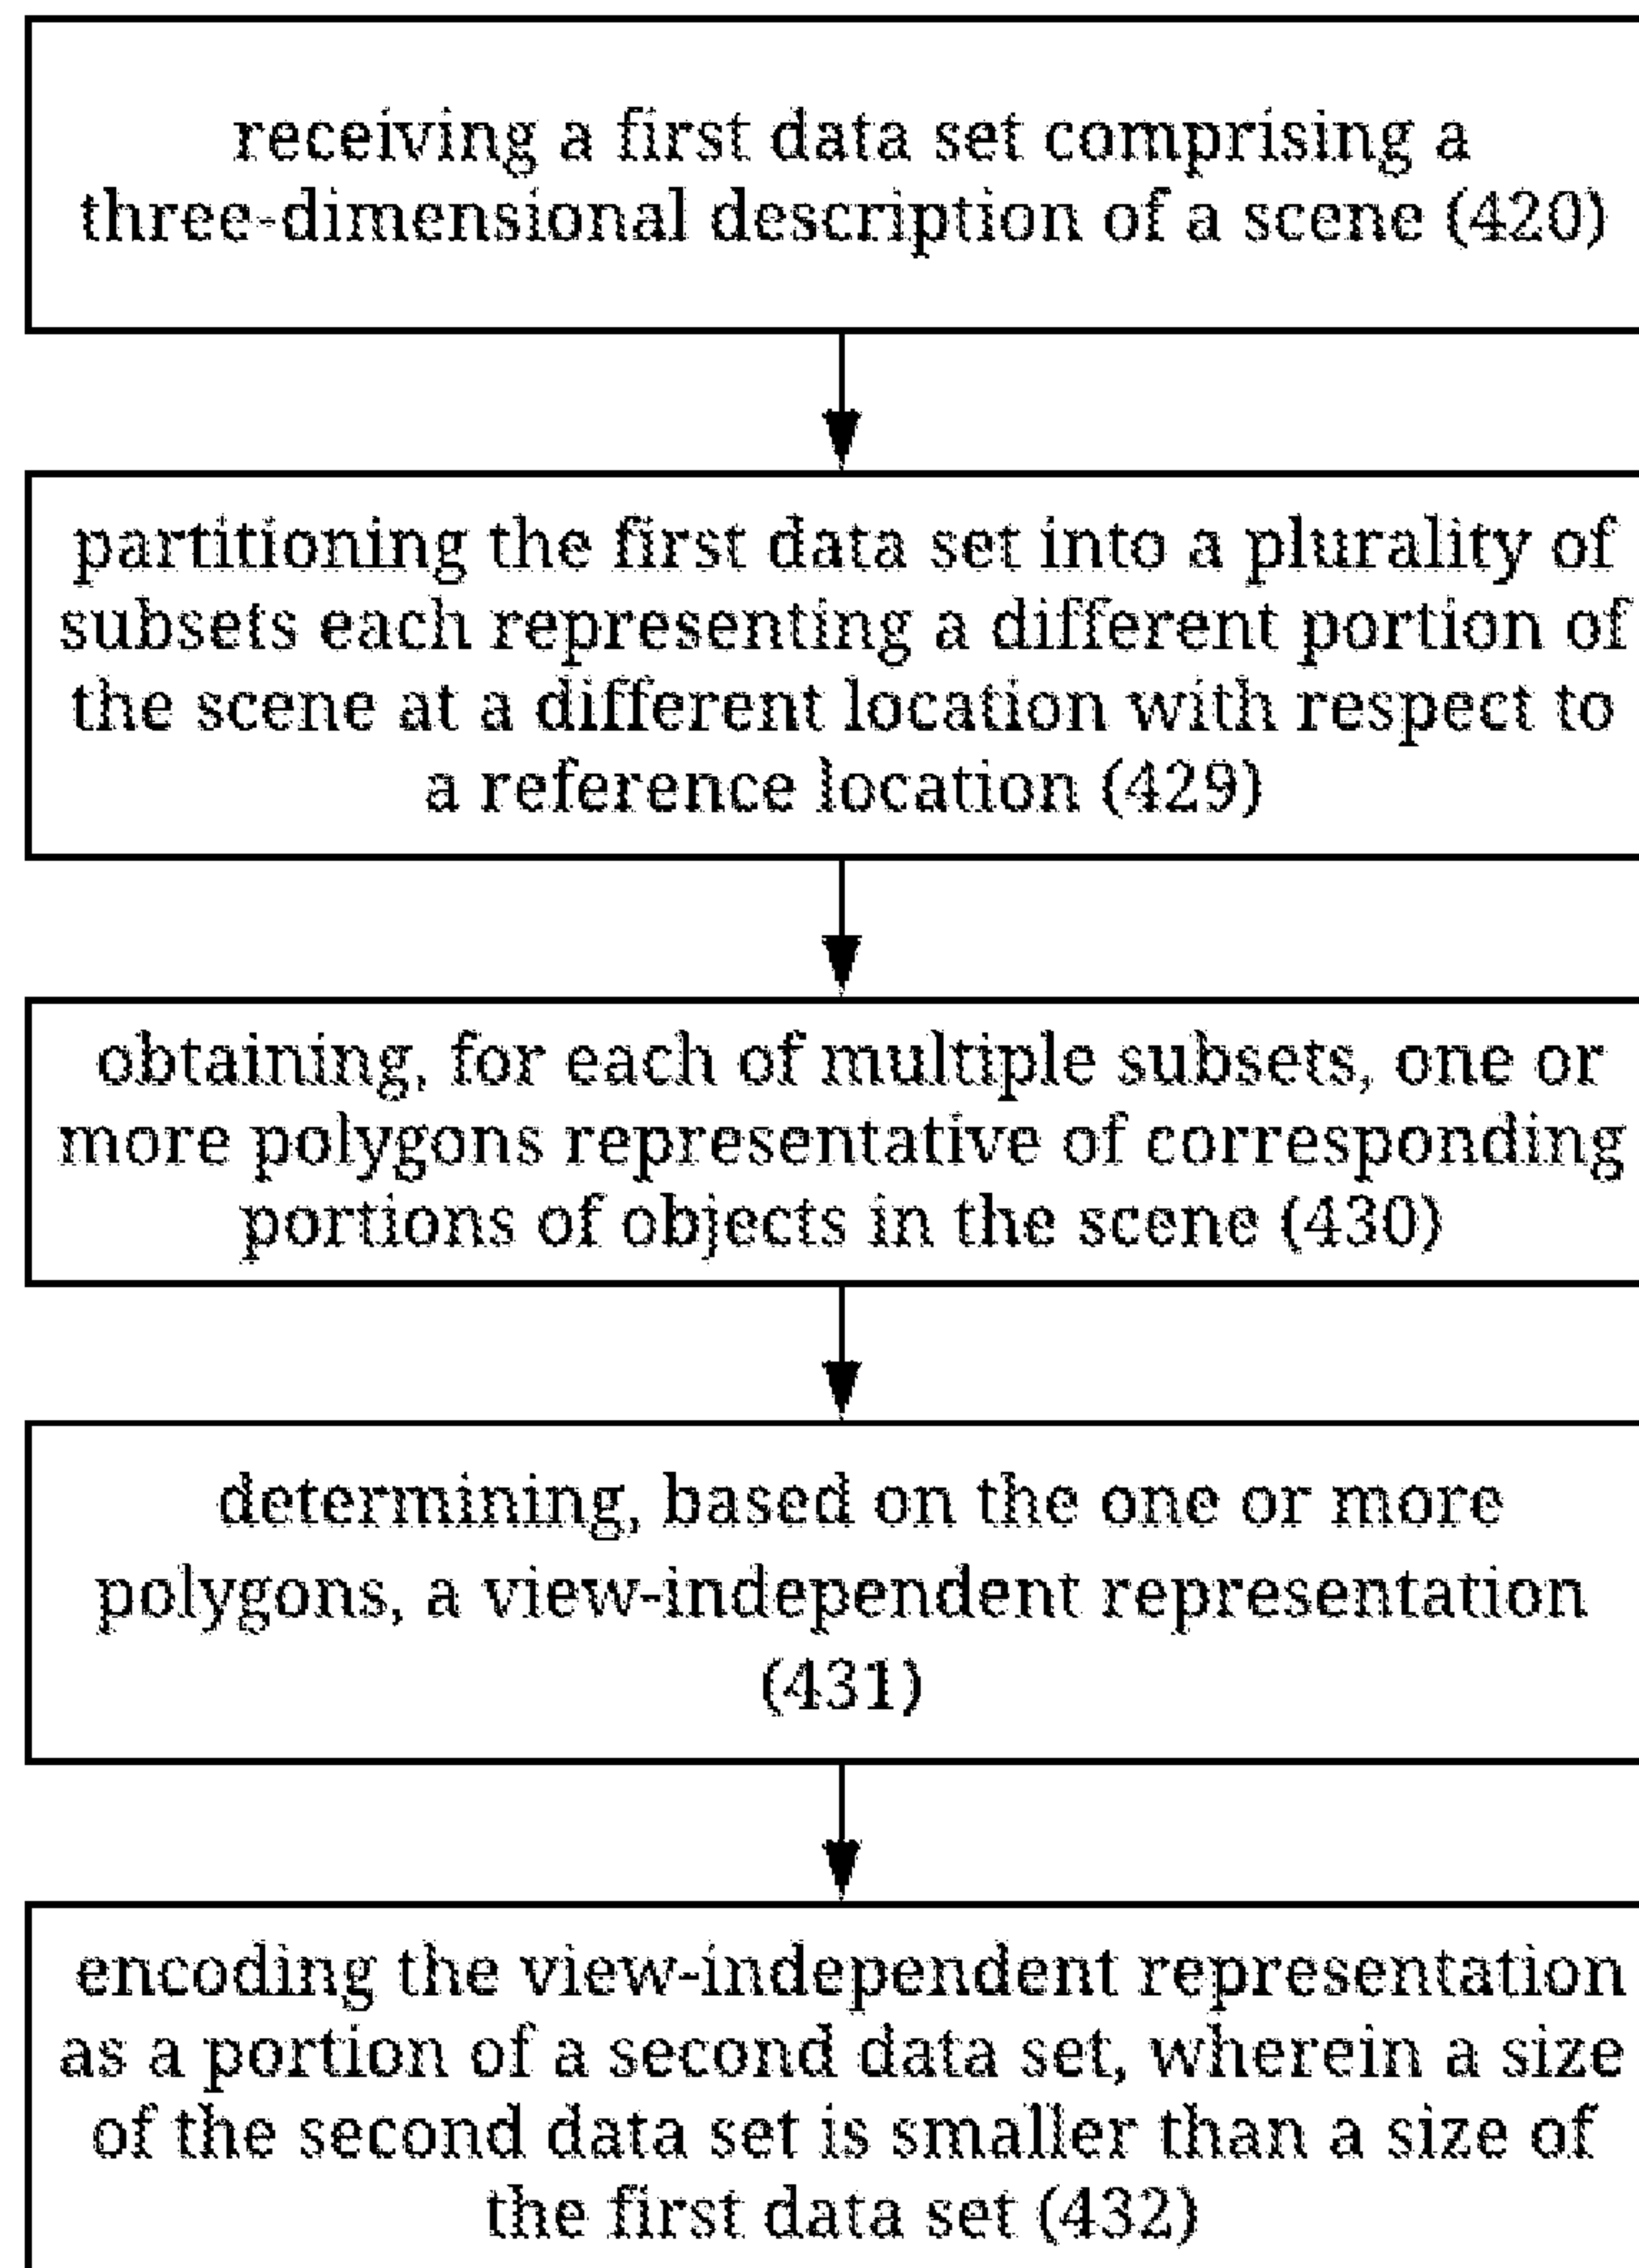 receiving a first data set comprising a
three-dimensional description of a scene (420)
partitioning the first data set into a plurality of
subsets each representing a different portion of
the scene at a different location with respect to
a reference location (429)
obtaining, for each of multiple subsets, one or
more polygons representative of corresponding
portions of objects in the scene (430)
determining, based on the one or more
polygons, a view-independent representation
(431)
encoding the view-independent representation
as a portion of a second data set, wherein a size
of the second data set is smaller than a size of
the first data set (432)